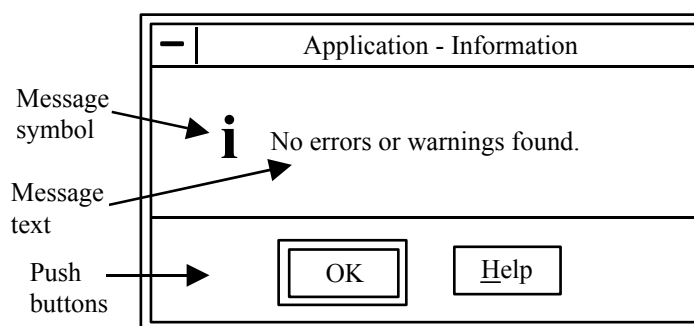 Application - Information
Message
symbol
i
No errors or warnings found.
Message
text
Push
buttons
OK
Help